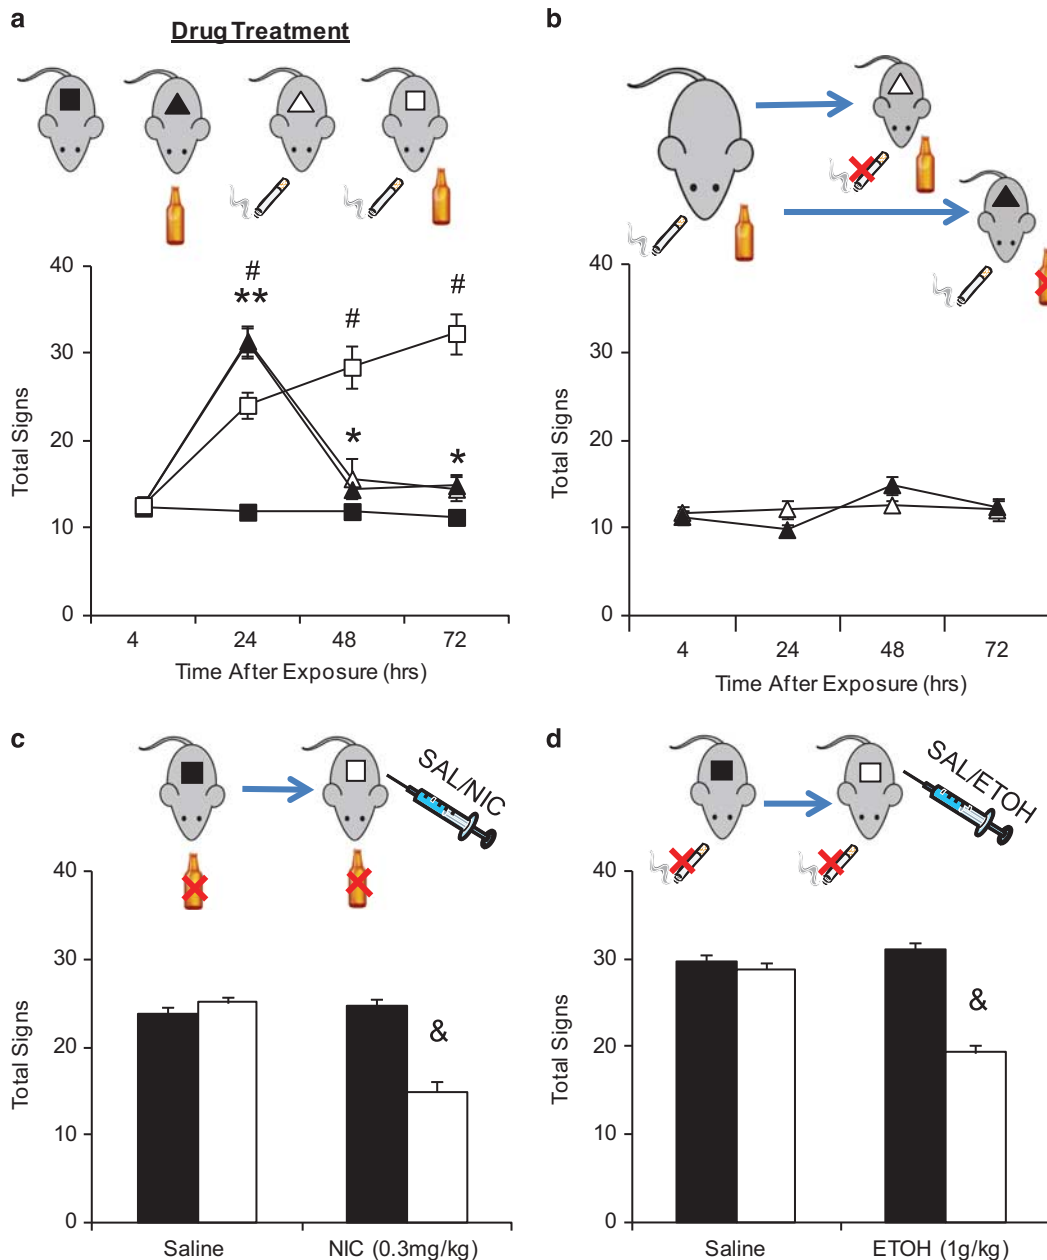 a
Drug Treatment
40
30
20
10
0
Total Signs
#
**
#
#
*
*
4 24 48 72
Time After Exposure (hrs)
b
40
30
20
10
0
Total Signs
4 24 48 72
Time After Exposure (hrs)
c
SAL/NIC
40
30
20
10
0
Total Signs
&
Saline NIC (0.3mg/kg)
d
SAL/ETOH
40
30
20
10
0
Total Signs
&
Saline ETOH (1g/kg)